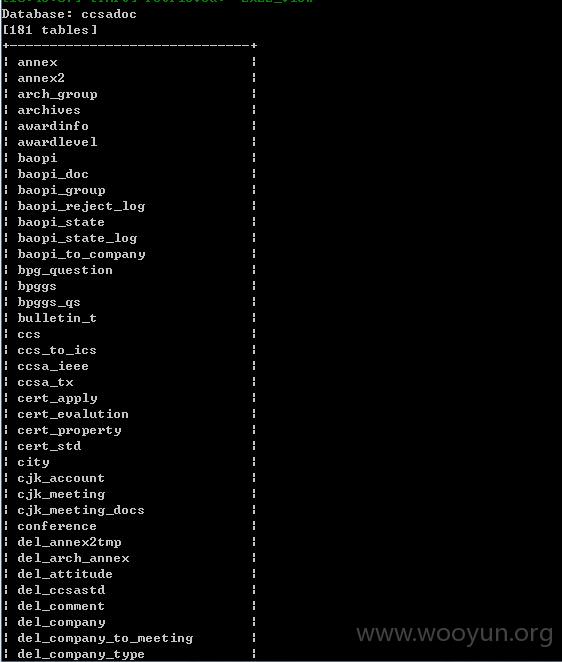 Database: ccsadoc
[181 tables]
+------------------------------+
¦ annex ¦
¦ annex2 ¦
¦ arch_group ¦
¦ archives ¦
¦ awardinfo ¦
¦ awardlevel ¦
¦ baopi ¦
¦ baopi_doc ¦
¦ baopi_group ¦
¦ baopi_reject_log ¦
¦ baopi_state ¦
¦ baopi_state_log ¦
¦ baopi_to_company ¦
¦ bpg_question ¦
¦ bpggs ¦
¦ bpggs_qs ¦
¦ bulletin_t ¦
¦ ccs ¦
¦ ccs_to_ics ¦
¦ ccsa_ieee ¦
¦ ccsa_tx ¦
¦ cert_apply ¦
¦ cert_evalution ¦
¦ cert_property ¦
¦ cert_std ¦
¦ city ¦
¦ cjk_account ¦
¦ cjk_meeting ¦
¦ cjk_meeting_docs ¦
¦ conference ¦
¦ del_annex2tmp ¦
¦ del_arch_annex ¦
¦ del_attitude ¦
¦ del_ccsastd ¦
¦ del_comment ¦
¦ del_company ¦
¦ del_company_to_meeting ¦
¦ del_company_type ¦
www.wooyun.org